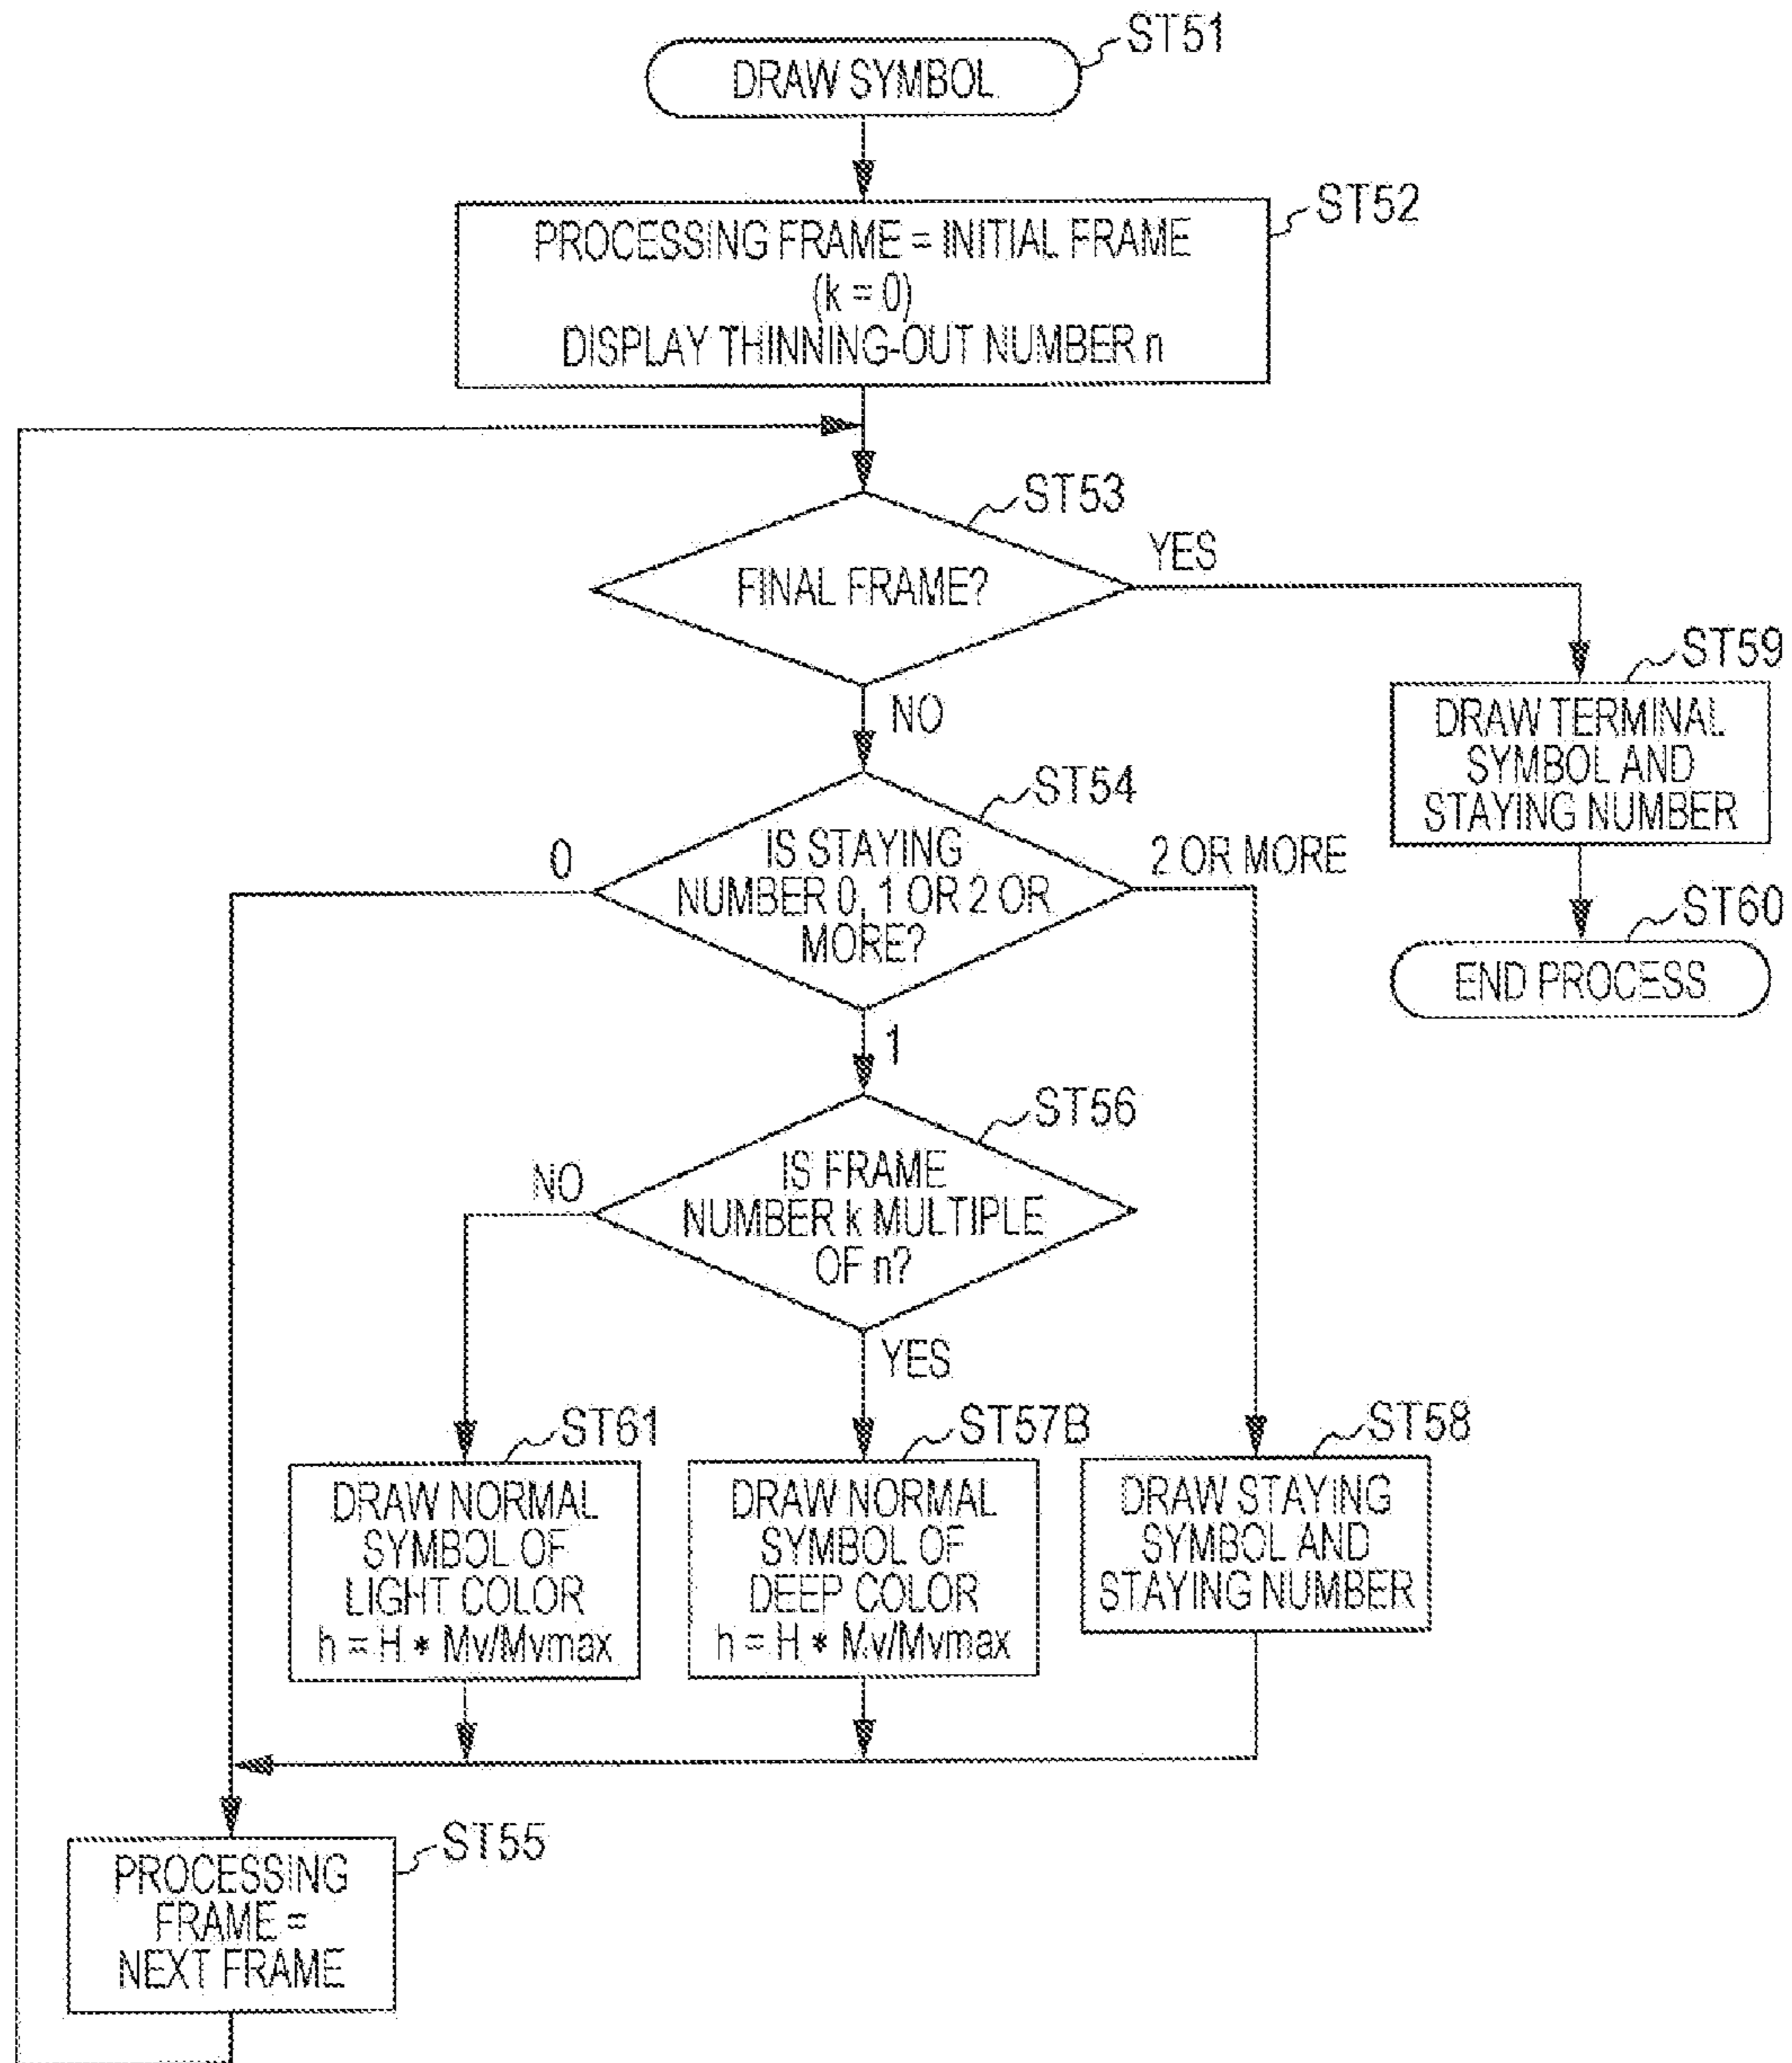 ST51
DRAW SYMBOL
ST52
PROCESSING FRAME = INITIAL FRAME
(k = 0)
DISPLAY THINNING-OUT NUMBER n
ST53
FINAL FRAME?
YES
NO
ST59
DRAW TERMINAL
SYMBOL AND
STAYING NUMBER
ST54
IS STAYING
NUMBER 0, 1 OR 2 OR
MORE?
0
2 OR MORE
1
ST60
END PROCESS
ST56
IS FRAME
NUMBER k MULTIPLE
OF n?
NO
YES
ST61
DRAW NORMAL
SYMBOL OF
LIGHT COLOR
h = H * Mv/Mvmax
ST57B
DRAW NORMAL
SYMBOL OF
DEEP COLOR
h = H * Mv/Mvmax
ST58
DRAW STAYING
SYMBOL AND
STAYING NUMBER
ST55
PROCESSING
FRAME =
NEXT FRAME